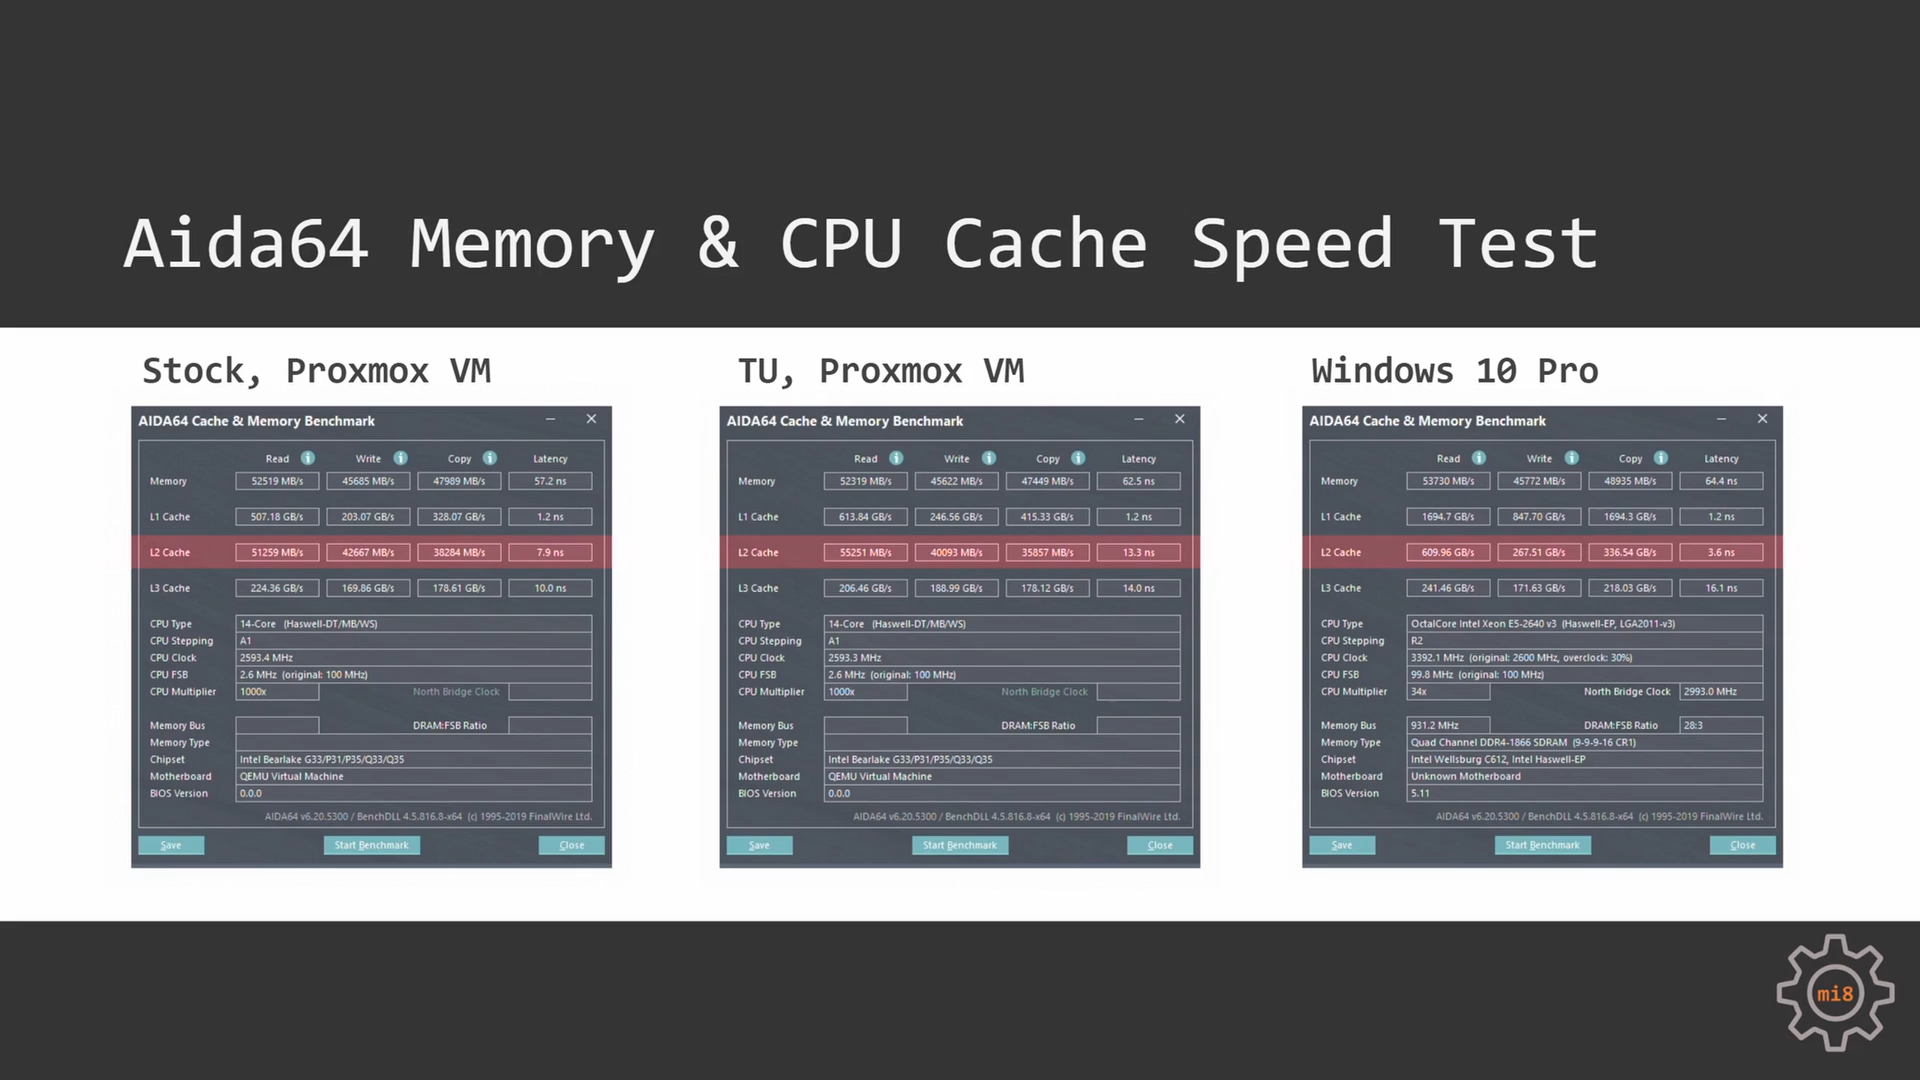 Aida64 Memory & CPU Cache Speed Test
Stock, Proxmox VM
AIDA64 Cache & Memory Benchmark
Read Write Copy Latency
Memory 52519 MB/s 45685 MB/s 47989 MB/s 57.2 ns
L1 Cache 507.18 GB/s 203.07 GB/s 328.07 GB/s 1.2 ns
L2 Cache 51259 MB/s 42667 MB/s 38284 MB/s 7.9 ns
L3 Cache 224.36 GB/s 169.86 GB/s 178.61 GB/s 10.0 ns
CPU Type 14-Core (Haswell-DT/MB/WS)
CPU Stepping A1
CPU Clock 2593.4 MHz
CPU FSB 2.6 MHz (original: 100 MHz)
CPU Multiplier 1000x North Bridge Clock
Memory Bus DRAM:FSB Ratio
Memory Type
Chipset Intel Bearlake G33/P31/P35/Q33/Q35
Motherboard QEMU Virtual Machine
BIOS Version 0.0.0
AIDA64 v6.20.5300 / BenchDLL 4.5.816.8-x64 (c) 1995-2019 FinalWire Ltd.
Save Start Benchmark Close
TU, Proxmox VM
AIDA64 Cache & Memory Benchmark
Read Write Copy Latency
Memory 52319 MB/s 45622 MB/s 47449 MB/s 62.5 ns
L1 Cache 613.84 GB/s 246.56 GB/s 415.33 GB/s 1.2 ns
L2 Cache 55251 MB/s 40093 MB/s 35857 MB/s 13.3 ns
L3 Cache 206.46 GB/s 188.99 GB/s 178.12 GB/s 14.0 ns
CPU Type 14-Core (Haswell-DT/MB/WS)
CPU Stepping A1
CPU Clock 2593.3 MHz
CPU FSB 2.6 MHz (original: 100 MHz)
CPU Multiplier 1000x North Bridge Clock
Memory Bus DRAM:FSB Ratio
Memory Type
Chipset Intel Bearlake G33/P31/P35/Q33/Q35
Motherboard QEMU Virtual Machine
BIOS Version 0.0.0
AIDA64 v6.20.5300 / BenchDLL 4.5.816.8-x64 (c) 1995-2019 FinalWire Ltd.
Save Start Benchmark Close
Windows 10 Pro
AIDA64 Cache & Memory Benchmark
Read Write Copy Latency
Memory 53730 MB/s 45772 MB/s 48935 MB/s 64.4 ns
L1 Cache 1694.7 GB/s 847.70 GB/s 1694.3 GB/s 1.2 ns
L2 Cache 609.96 GB/s 267.51 GB/s 336.54 GB/s 3.6 ns
L3 Cache 241.46 GB/s 171.63 GB/s 218.03 GB/s 16.1 ns
CPU Type OctalCore Intel Xeon E5-2640 v3 (Haswell-EP, LGA2011-v3)
CPU Stepping R2
CPU Clock 3392.1 MHz (original: 2600 MHz, overclock: 30%)
CPU FSB 99.8 MHz (original: 100 MHz)
CPU Multiplier 34x North Bridge Clock 2993.0 MHz
Memory Bus 931.2 MHz DRAM:FSB Ratio 28:3
Memory Type Quad Channel DDR4-1866 SDRAM (9-9-9-16 CR1)
Chipset Intel Wellsburg C612, Intel Haswell-EP
Motherboard Unknown Motherboard
BIOS Version 5.11
AIDA64 v6.20.5300 / BenchDLL 4.5.816.8-x64 (c) 1995-2019 FinalWire Ltd.
Save Start Benchmark Close
mi8